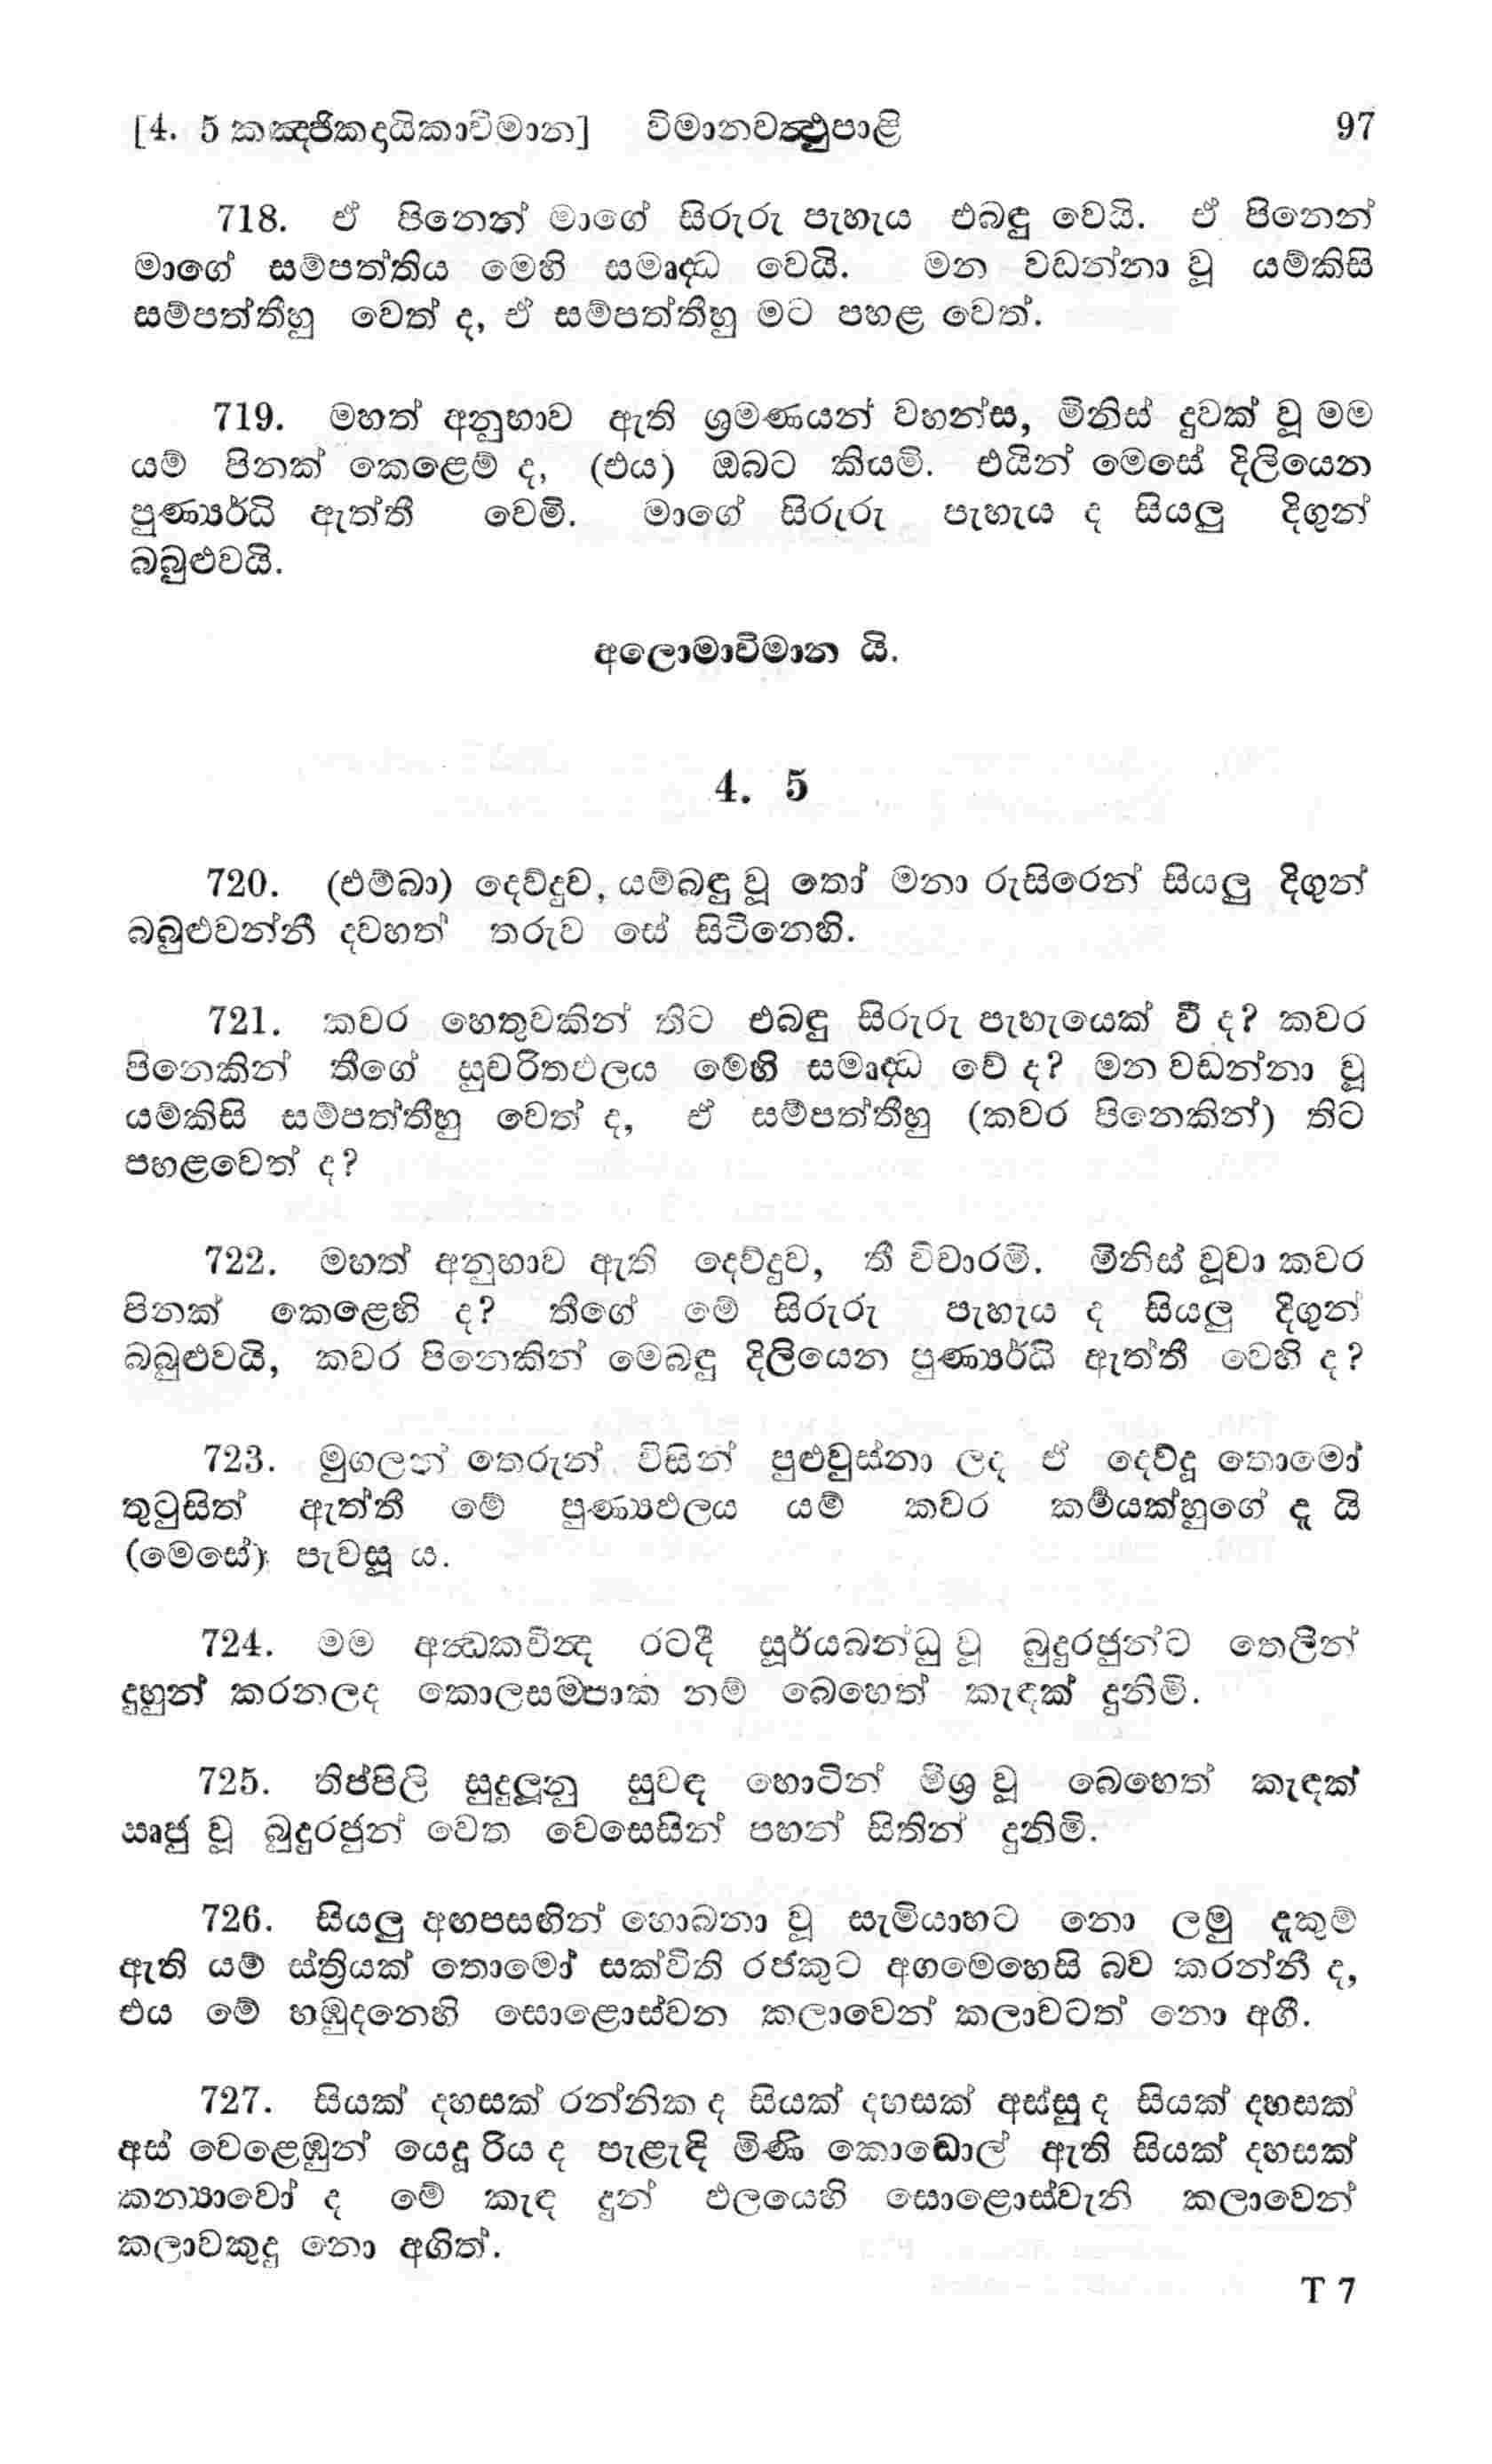 [4. 5 කඤ්ජිකදායිකාවිමාන] විමානවත්‍ථුපාළි 97
718. ඒ පිනෙන් මාගේ සිරුරු පැහැය එබඳු වෙයි. ඒ පිනෙන්
මාගේ සම්පත්තිය මෙහි සමෘද්ධ වෙයි. මන වඩන්නා වූ යම්කිසි
සම්පත්තීහු වෙත් ද, ඒ සම්පත්තීහු මට පහළ වෙත්.
719. මහත් අනුභාව ඇති ශ්‍රමණයන් වහන්ස, මිනිස් දුවක් වූ මම
යම් පිනක් කෙළෙම් ද, (එය) ඔබට කියමි. එයින් මෙසේ දිලියෙන
පුණ්‍යර්ධි ඇත්තී වෙමි. මාගේ සිරුරු පැහැය ද සියලු දිගුන්
බබුළුවයි.
අලොමාවිමාන යි.
4. 5
720. (එම්බා) දෙව්දුව, යම්බඳු වූ තෝ මනා රුසිරෙන් සියලු දිගුන්
බබුළුවන්නී දවහත් තරුව සේ සිටිනෙහි.
721. කවර හෙතුවකින් තිට එබඳු සිරුරු පැහැයෙක් වී ද? කවර
පිනෙකින් තීගේ සුචරිතඵලය මෙහි සමෘද්ධ වේ ද? මන වඩන්නා වූ
යම්කිසි සම්පත්තීහු වෙත් ද, ඒ සම්පත්තීහු (කවර පිනෙකින්) තිට
පහළවෙත් ද?
722. මහත් අනුහාව ඇති දෙව්දුව, තී විචාරමි. මිනිස් වූවා කවර
පිනක් කෙළෙහි ද? තීගේ මේ සිරුරු පැහැය ද සියලු දිගුන්
බබුළුවයි, කවර පිනෙකින් මෙබඳු දිලියෙන පුණ්‍යර්ධි ඇත්තී වෙහි ද?
723. මුගලන් තෙරුන් විසින් පුළුවුස්නා ලද ඒ දෙව්දූ තොමෝ
තුටුසිත් ඇත්තී මේ පුණ්‍යඵලය යම් කවර කර්‍මයක්හුගේ දැ යි
(මෙසේ) පැවසූ ය.
724. මම අන්‍ධකවින්‍ද රටදී සූර්යබන්ධු වූ බුදුරජුන්ට තෙලින්
දුහුන් කරනලද කොලසම්පාක නම් බෙහෙත් කැඳක් දුනිමි.
725. තිප්පිලි සුදුලූනු සුවඳ හොටින් මිශ්‍ර වූ බෙහෙත් කැඳක්
ඍජු වූ බුදුරජුන් වෙත වෙසෙසින් පහන් සිතින් දුනිමි.
726. සියලු අඟපසඟින් හොබනා වූ සැමියාහට නො ලමු දැකුම්
ඇති යම් ස්ත්‍රියක් තොමෝ සක්විති රජකුට අගමෙහෙසි බව කරන්නී ද,
එය මේ හඹුදනෙහි සොළොස්වන කලාවෙන් කලාවටත් නො අගී.
727. සියක් දහසක් රන්නික ද සියක් දහසක් අස්සු ද සියක් දහසක්
අස් වෙළෙඹුන් යෙදූ රිය ද පැළැඳි මිණි කොඬොල් ඇති සියක් දහසක්
කන්‍යාවෝ ද මේ කැඳ දුන් ඵලයෙහි සොළොස්වැනි කලාවෙන්
කලාවකුදු නො අගිත්.
T 7